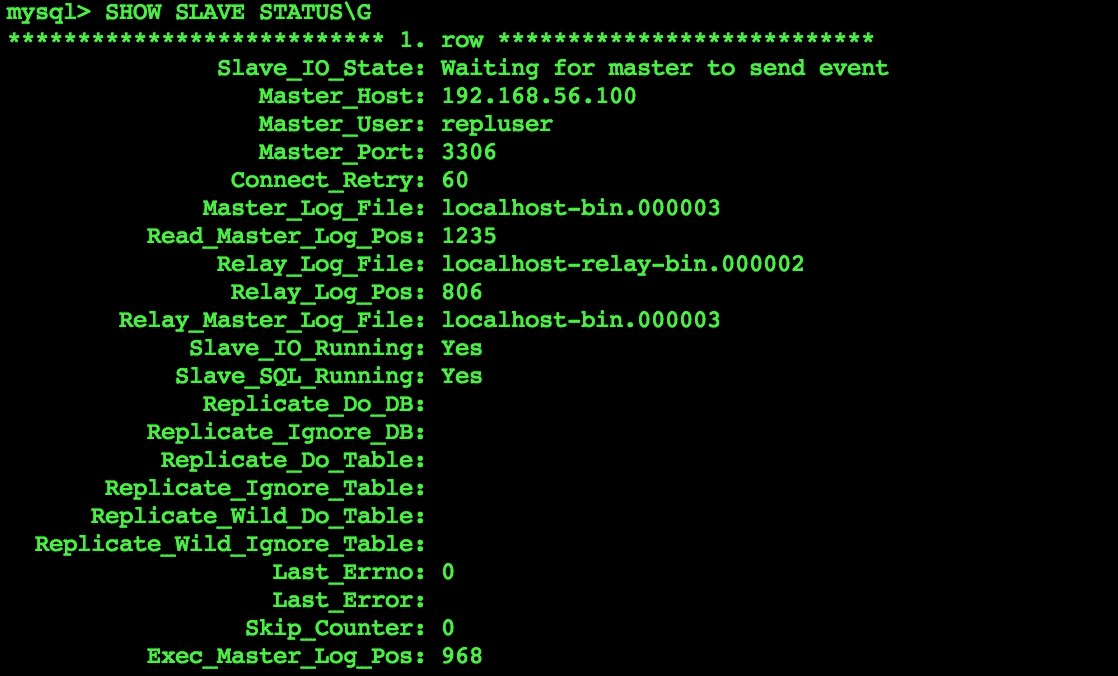 mysql> SHOW SLAVE STATUS\G
*************************** 1. row ***************************
Slave_IO_State: Waiting for master to send event
Master_Host: 192.168.56.100
Master_User: repluser
Master_Port: 3306
Connect_Retry: 60
Master_Log_File: localhost-bin.000003
Read_Master_Log_Pos: 1235
Relay_Log_File: localhost-relay-bin.000002
Relay_Log_Pos: 806
Relay_Master_Log_File: localhost-bin.000003
Slave_IO_Running: Yes
Slave_SQL_Running: Yes
Replicate_Do_DB:
Replicate_Ignore_DB:
Replicate_Do_Table:
Replicate_Ignore_Table:
Replicate_Wild_Do_Table:
Replicate_Wild_Ignore_Table:
Last_Errno: 0
Last_Error:
Skip_Counter: 0
Exec_Master_Log_Pos: 968